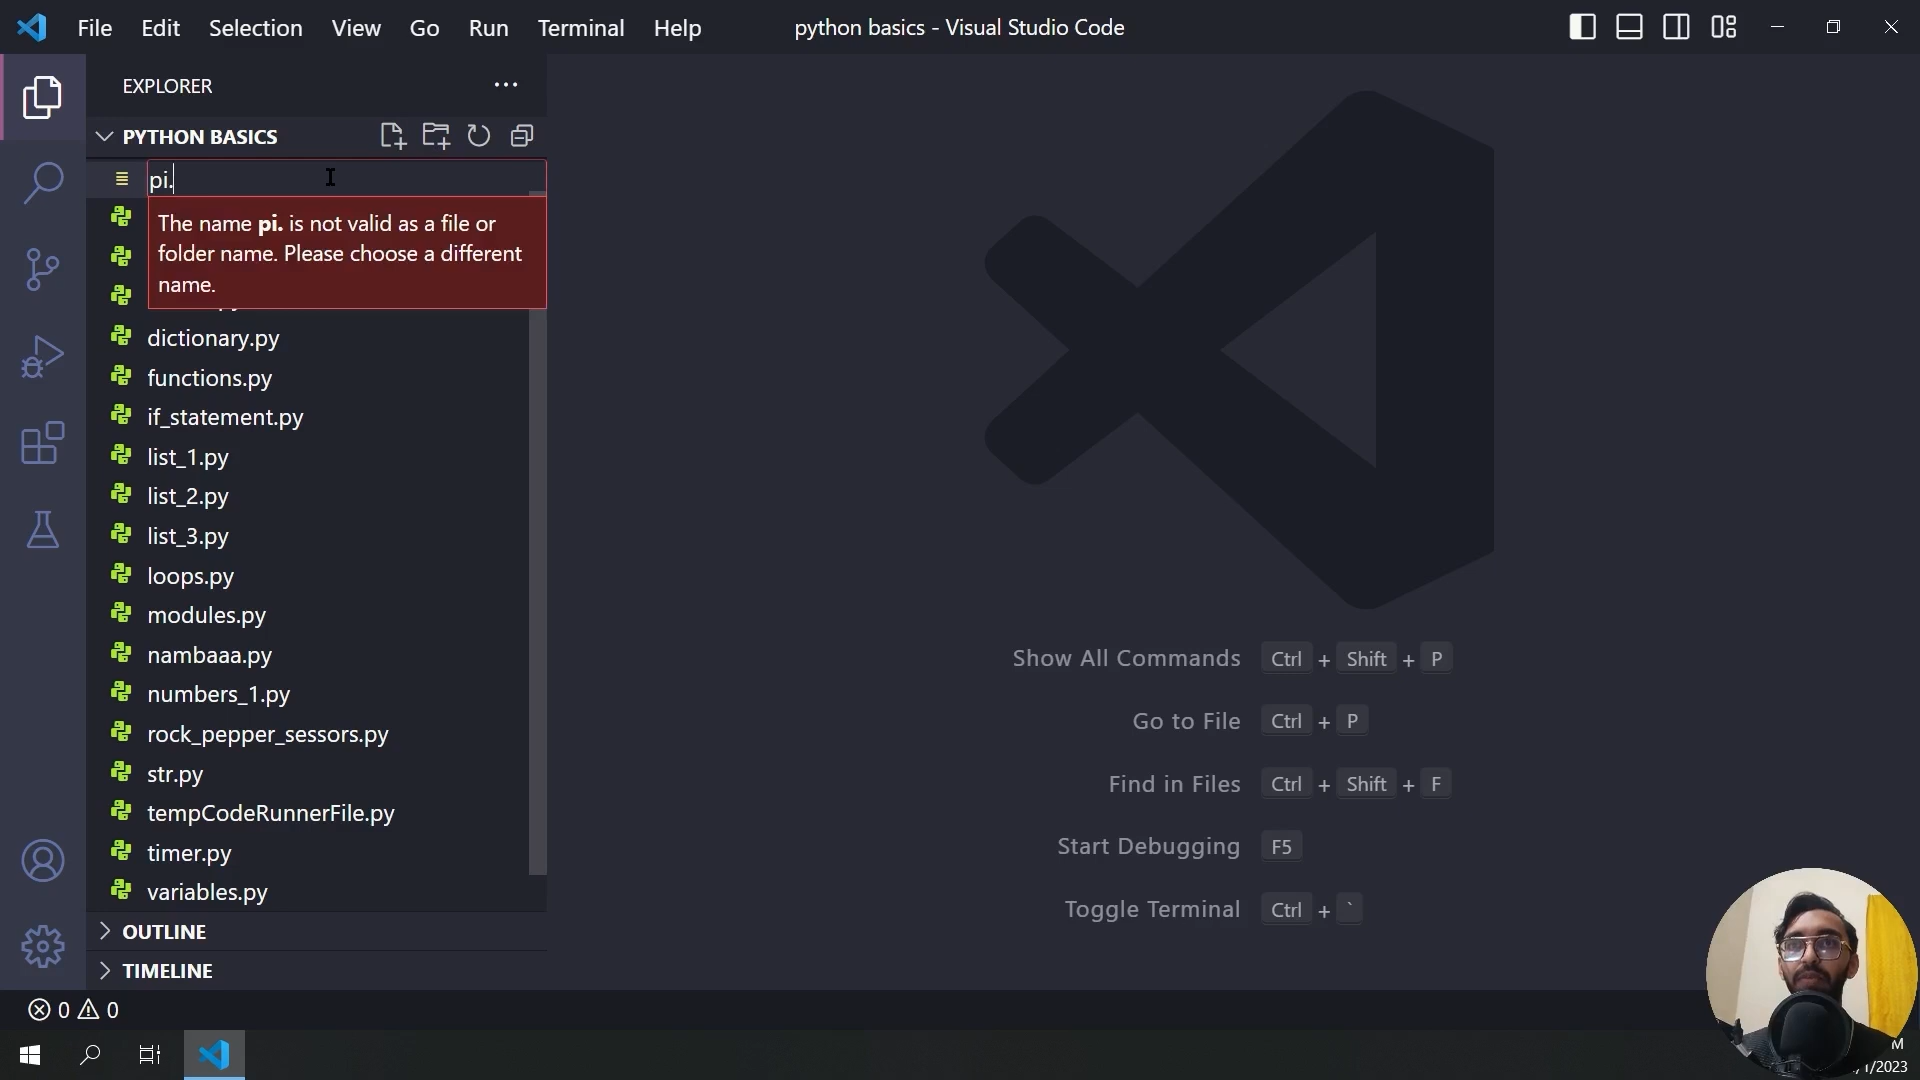 File Edit Selection View Go Run Terminal Help
python basics - Visual Studio Code
EXPLORER
PYTHON BASICS
pi.
The name pi. is not valid as a file or
folder name. Please choose a different
name.
dictionary.py
functions.py
if_statement.py
list_1.py
list_2.py
list_3.py
loops.py
modules.py
nambaaa.py
numbers_1.py
rock_pepper_sessors.py
str.py
tempCodeRunnerFile.py
timer.py
variables.py
OUTLINE
TIMELINE
Show All Commands Ctrl + Shift + P
Go to File Ctrl + P
Find in Files Ctrl + Shift + F
Start Debugging F5
Toggle Terminal Ctrl + `
0 0
M
/1/2023